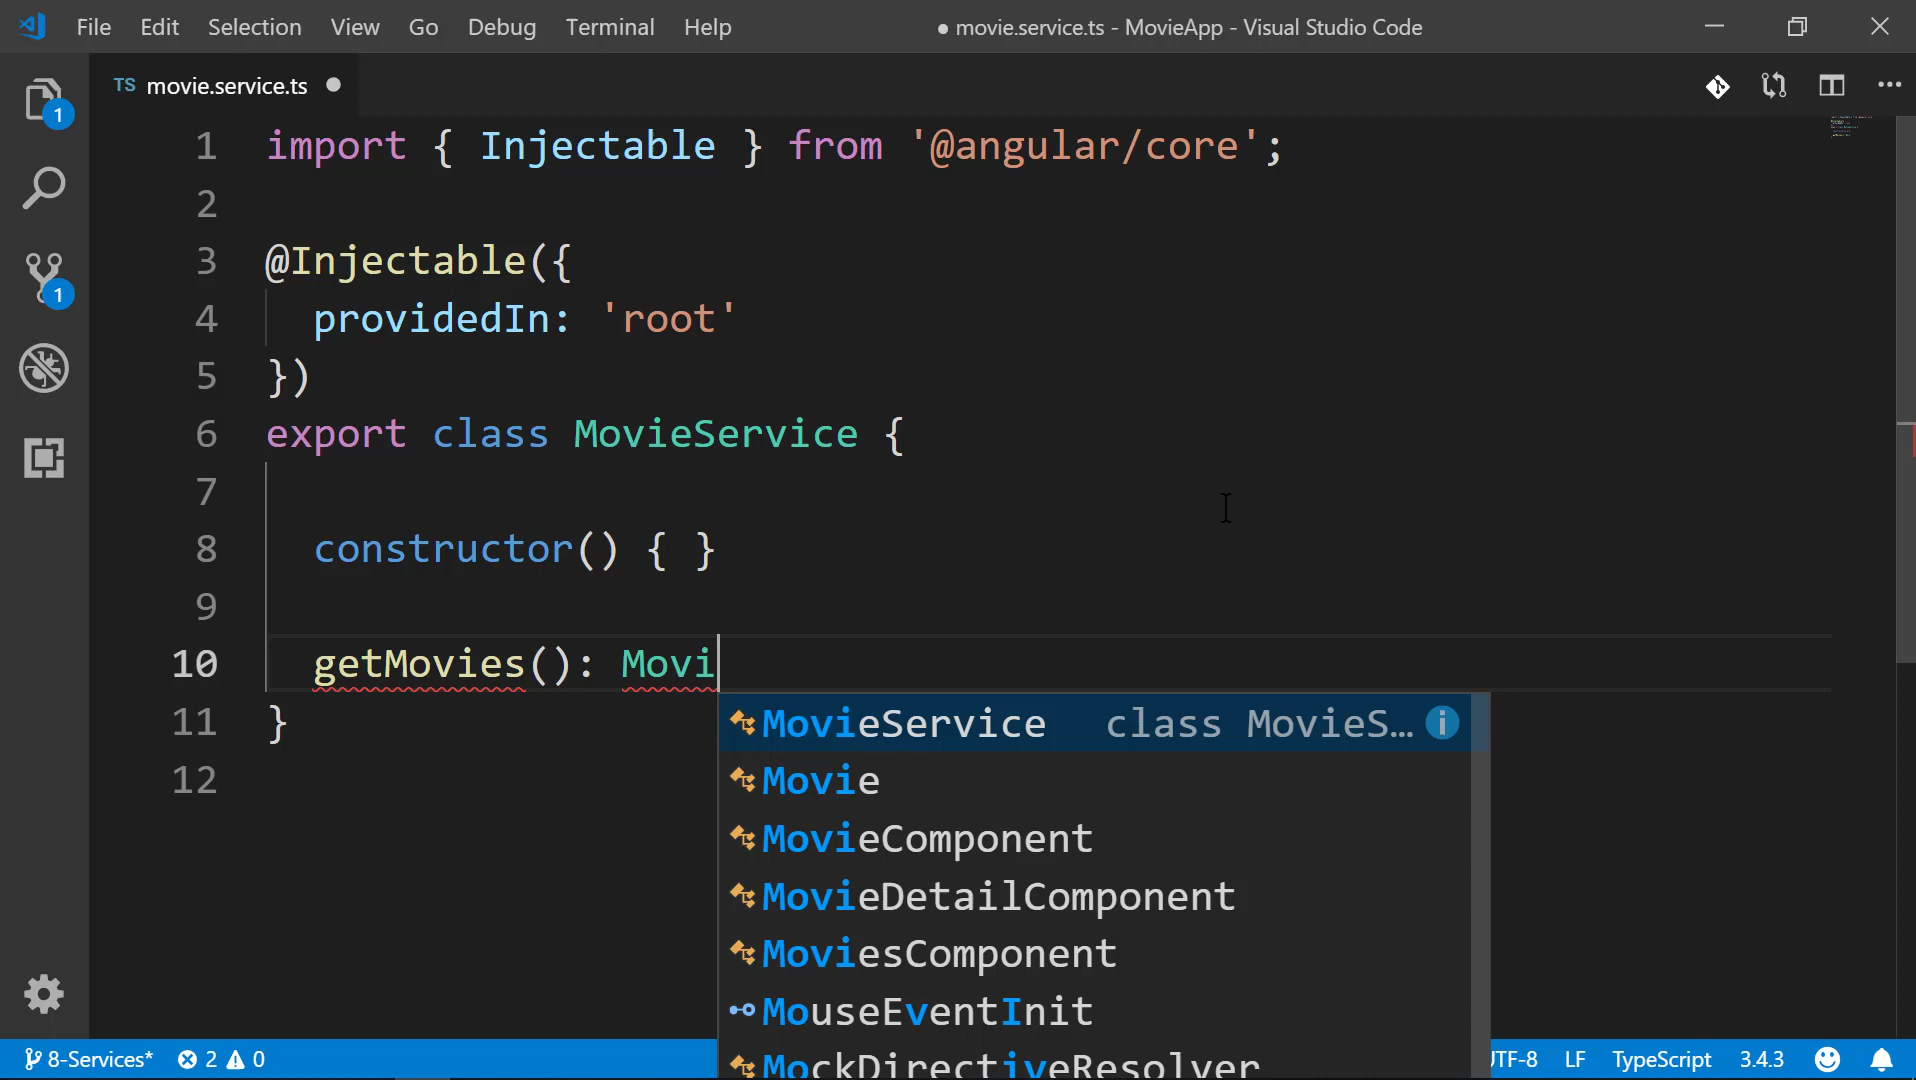 File Edit Selection View Go Debug Terminal Help ● movie.service.ts - MovieApp - Visual Studio Code
TS movie.service.ts
1
1
1 import { Injectable } from '@angular/core';
2
3 @Injectable({
4 providedIn: 'root'
5 })
6 export class MovieService {
7
8 constructor() { }
9
10 getMovies(): Movi
11 }
12
MovieService class MovieS...
Movie
MovieComponent
MovieDetailComponent
MoviesComponent
MouseEventInit
MockDirectiveResolver
8-Services* 2 0 UTF-8 LF TypeScript 3.4.3